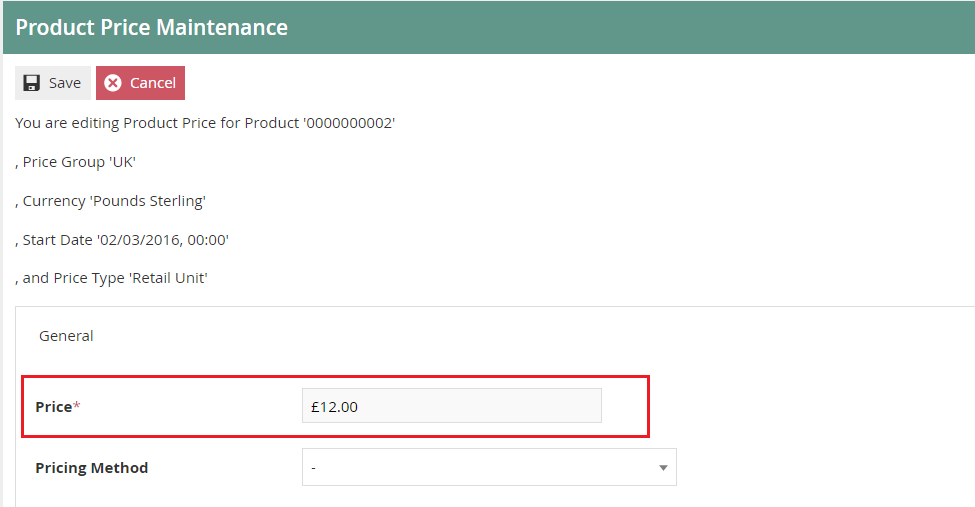 Product Price Maintenance
Save Cancel
You are editing Product Price for Product '0000000002'
, Price Group 'UK'
, Currency 'Pounds Sterling'
, Start Date '02/03/2016, 00:00'
, and Price Type 'Retail Unit'
General
Price* £12.00
Pricing Method -